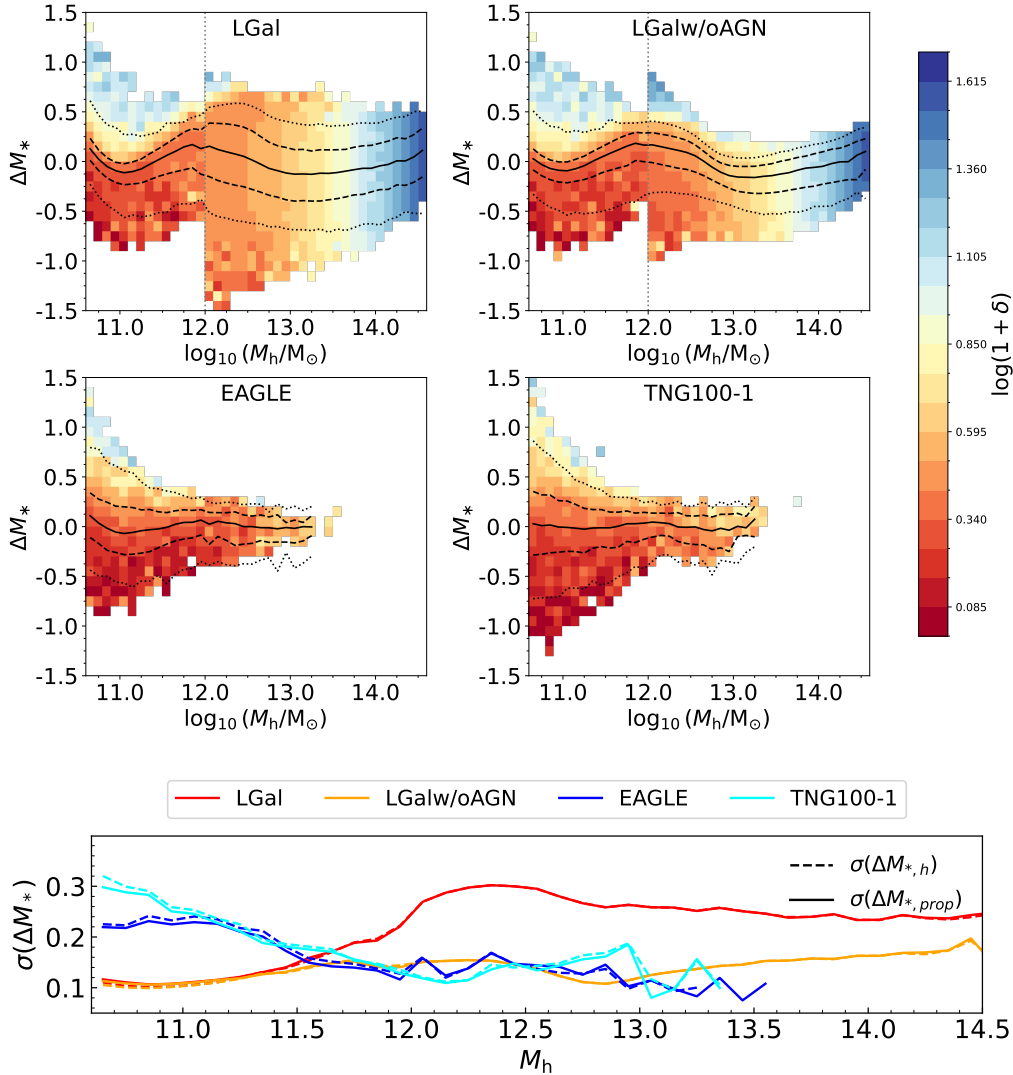 LGal
1.5
1.0
0.5
0.0
-0.5
-1.0
-1.5
ΔM*
11.0 12.0 13.0 14.0
log10 (Mh/M⊙)
LGalw/oAGN
1.5
1.0
0.5
0.0
-0.5
-1.0
-1.5
ΔM*
11.0 12.0 13.0 14.0
log10 (Mh/M⊙)
EAGLE
1.5
1.0
0.5
0.0
-0.5
-1.0
-1.5
ΔM*
11.0 12.0 13.0 14.0
log10 (Mh/M⊙)
TNG100-1
1.5
1.0
0.5
0.0
-0.5
-1.0
-1.5
ΔM*
11.0 12.0 13.0 14.0
log10 (Mh/M⊙)
1.615
1.360
1.105
0.850
0.595
0.340
0.085
log(1 + δ)
LGal LGalw/oAGN EAGLE TNG100-1
σ(ΔM*,h)
σ(ΔM*,prop)
0.3
0.2
0.1
σ(ΔM*)
11.0 11.5 12.0 12.5 13.0 13.5 14.0 14.5
Mh